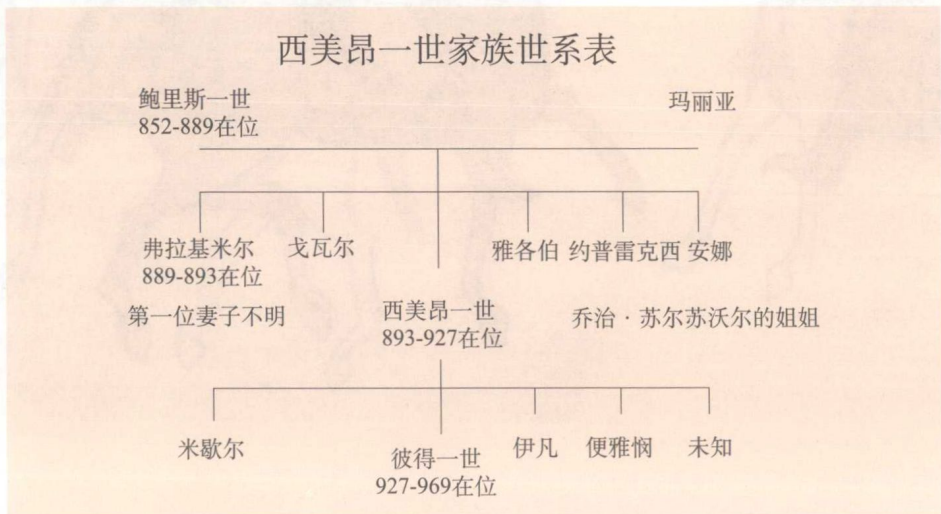 西美昂一世家族世系表
鲍里斯一世
852-889在位
玛丽亚
弗拉基米尔
889-893在位
戈瓦尔
雅各伯
约普雷克西
安娜
第一位妻子不明
西美昂一世
893-927在位
乔治·苏尔苏沃尔的姐姐
米歇尔
彼得一世
927-969在位
伊凡
便雅悯
未知